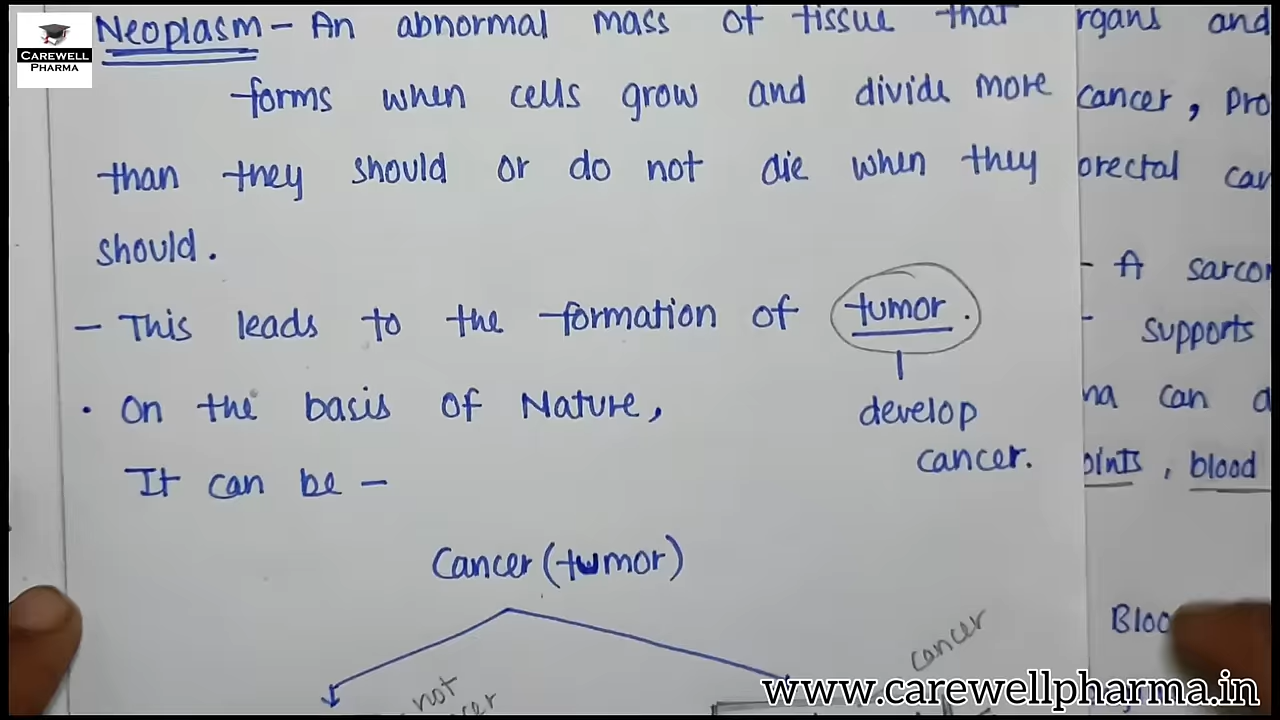 CAREWELL
PHARMA
Neoplasm - An abnormal mass of tissue that
forms when cells grow and divide more
than they should or do not die when they
should.
- This leads to the formation of tumor.
develop
cancer.
• On the basis of Nature,
It can be -
Cancer (tumor)
not
cancer
rgans and
cancer, Pro
orectal can
- A sarco
- supports
ma can a
oints, blood
Bloo
www.carewellpharma.in